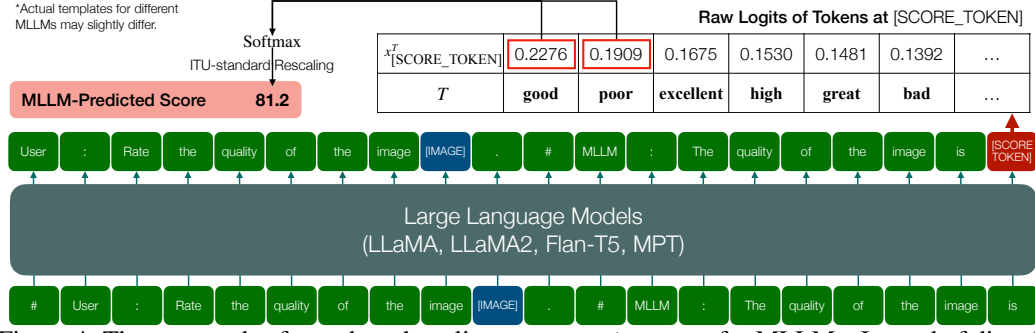 *Actual templates for different
MLLMs may slightly differ.
Softmax
ITU-standard Rescaling
MLLM-Predicted Score 81.2
Raw Logits of Tokens at [SCORE_TOKEN]
x^T_[SCORE_TOKEN] 0.2276 0.1909 0.1675 0.1530 0.1481 0.1392 ...
T good poor excellent high great bad ...
User : Rate the quality of the image [IMAGE] . # MLLM : The quality of the image is [SCORE TOKEN]
Large Language Models
(LLaMA, LLaMA2, Flan-T5, MPT)
# User : Rate the quality of the image [IMAGE] . # MLLM : The quality of the image is